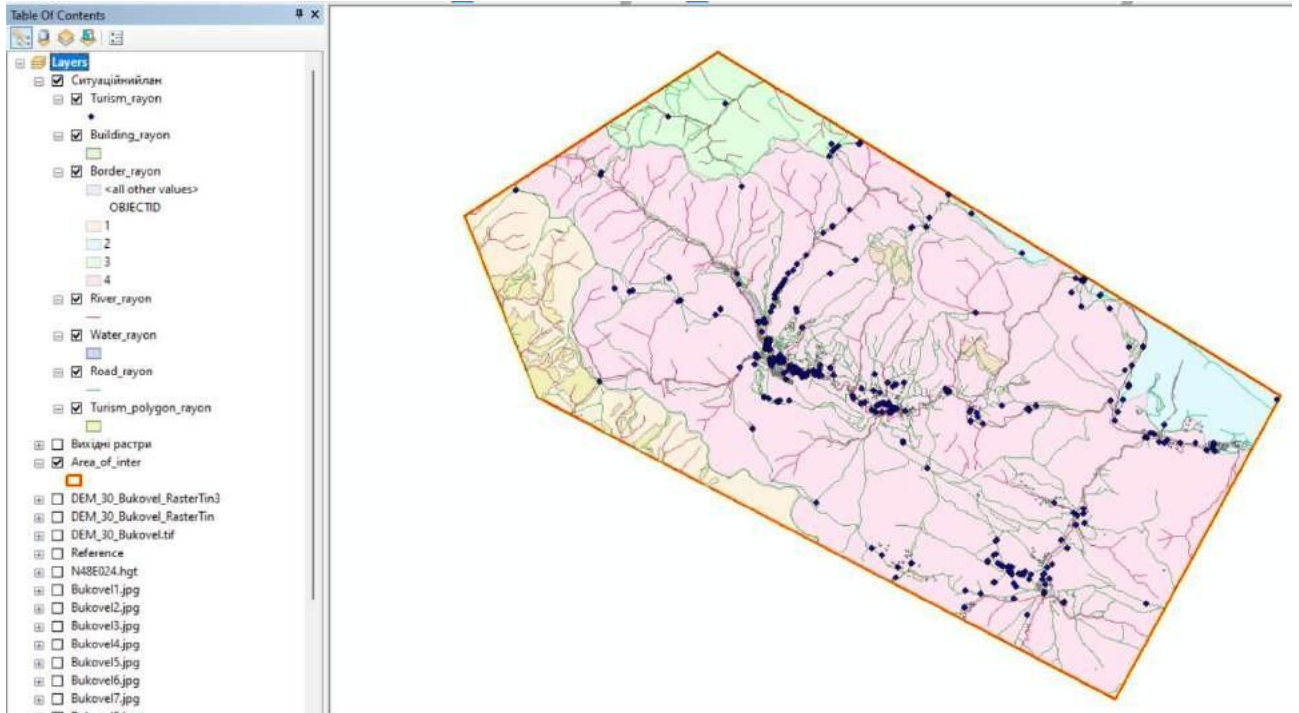 Table Of Contents
Layers
Ситуаційнийлан
Turism_rayon
Building_rayon
Border_rayon
<all other values>
OBJECTID
1
2
3
4
River_rayon
Water_rayon
Road_rayon
Turism_polygon_rayon
Вихідні растри
Area_of_inter
DEM_30_Bukovel_RasterTin3
DEM_30_Bukovel_RasterTin
DEM_30_Bukovel.tif
Reference
N48E024.hgt
Bukovel1.jpg
Bukovel2.jpg
Bukovel3.jpg
Bukovel4.jpg
Bukovel5.jpg
Bukovel6.jpg
Bukovel7.jpg